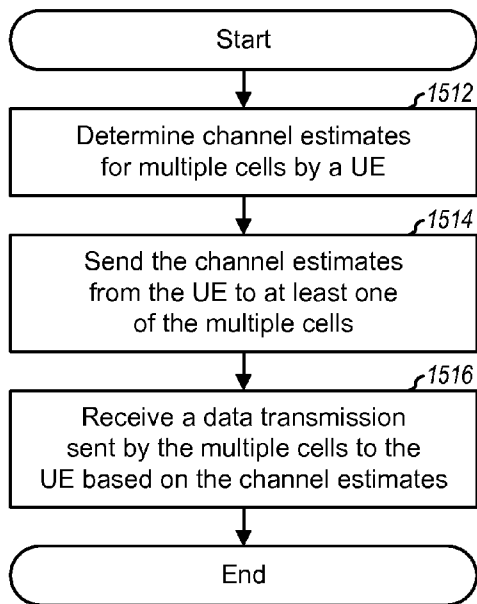 Start
1512
Determine channel estimates
for multiple cells by a UE
1514
Send the channel estimates
from the UE to at least one
of the multiple cells
1516
Receive a data transmission
sent by the multiple cells to the
UE based on the channel estimates
End